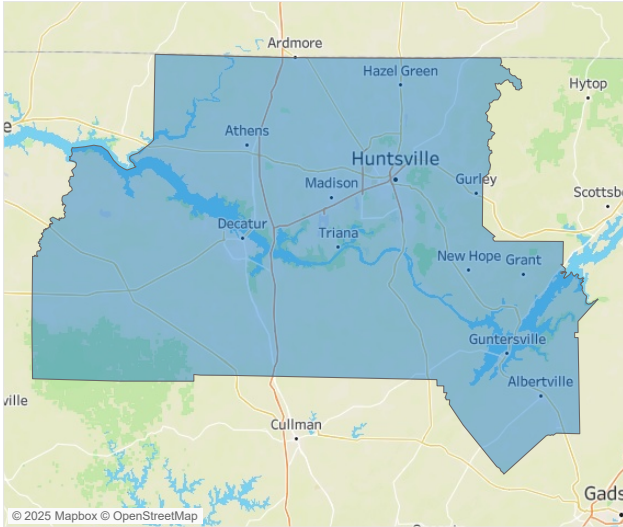 Ardmore
Hazel Green
Hytop
e
Athens
Huntsville
Madison
Gurley
Scottsb
Decatur
Triana
New Hope
Grant
Guntersville
Albertville
ville
Cullman
Gads
© 2025 Mapbox © OpenStreetMap